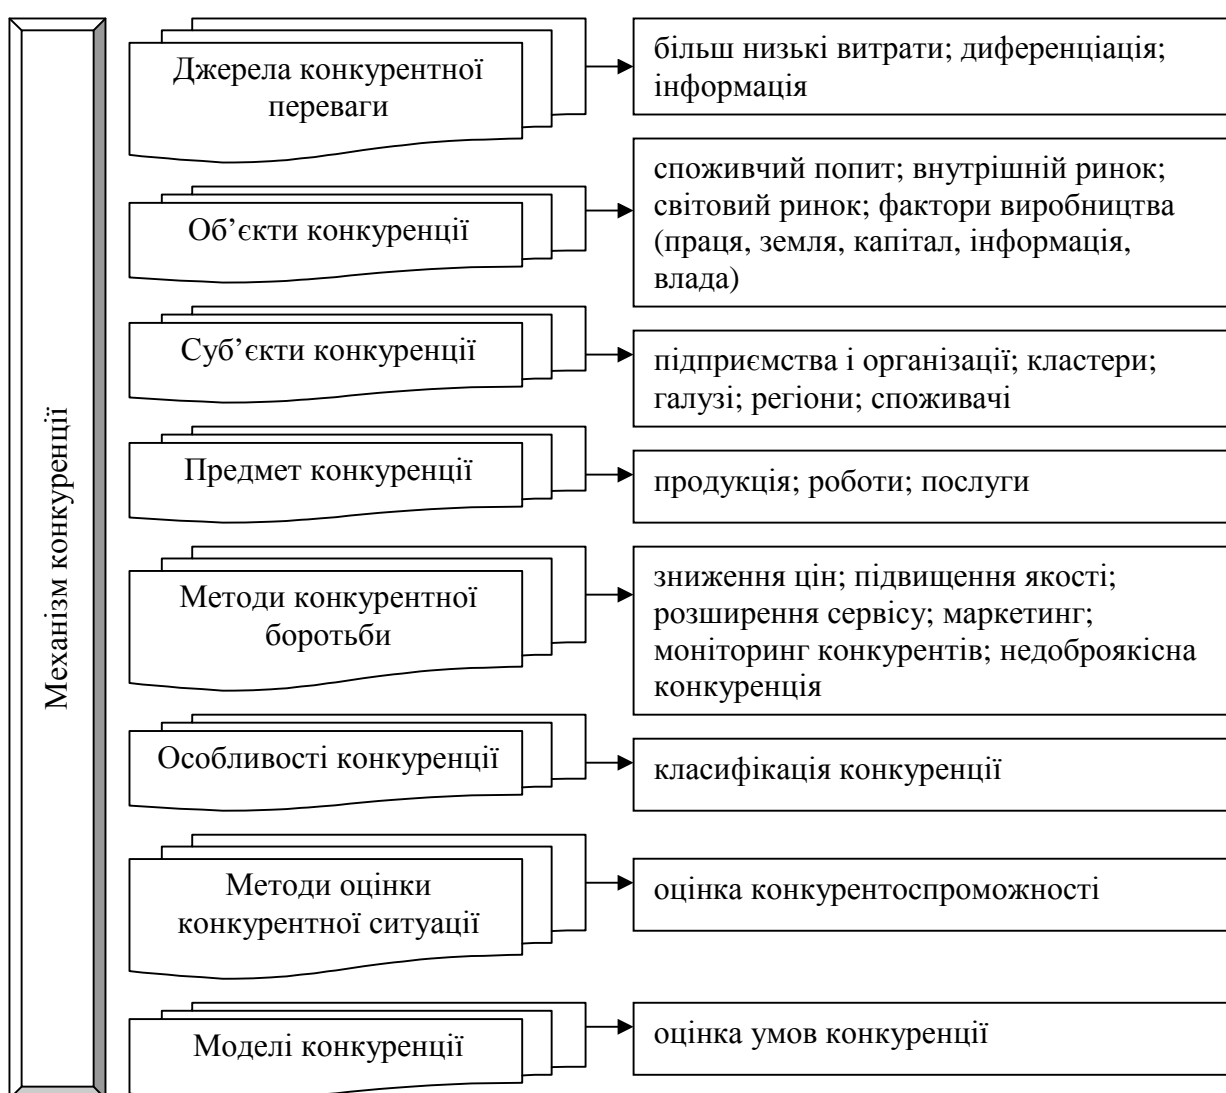 Механізм конкуренції
Джерела конкурентної
переваги
більш низькі витрати; диференціація;
інформація
Об’єкти конкуренції
споживчий попит; внутрішній ринок;
світовий ринок; фактори виробництва
(праця, земля, капітал, інформація,
влада)
Суб’єкти конкуренції
підприємства і організації; кластери;
галузі; регіони; споживачі
Предмет конкуренції
продукція; роботи; послуги
Методи конкурентної
боротьби
зниження цін; підвищення якості;
розширення сервісу; маркетинг;
моніторинг конкурентів; недоброякісна
конкуренція
Особливості конкуренції
класифікація конкуренції
Методи оцінки
конкурентної ситуації
оцінка конкурентоспроможності
Моделі конкуренції
оцінка умов конкуренції